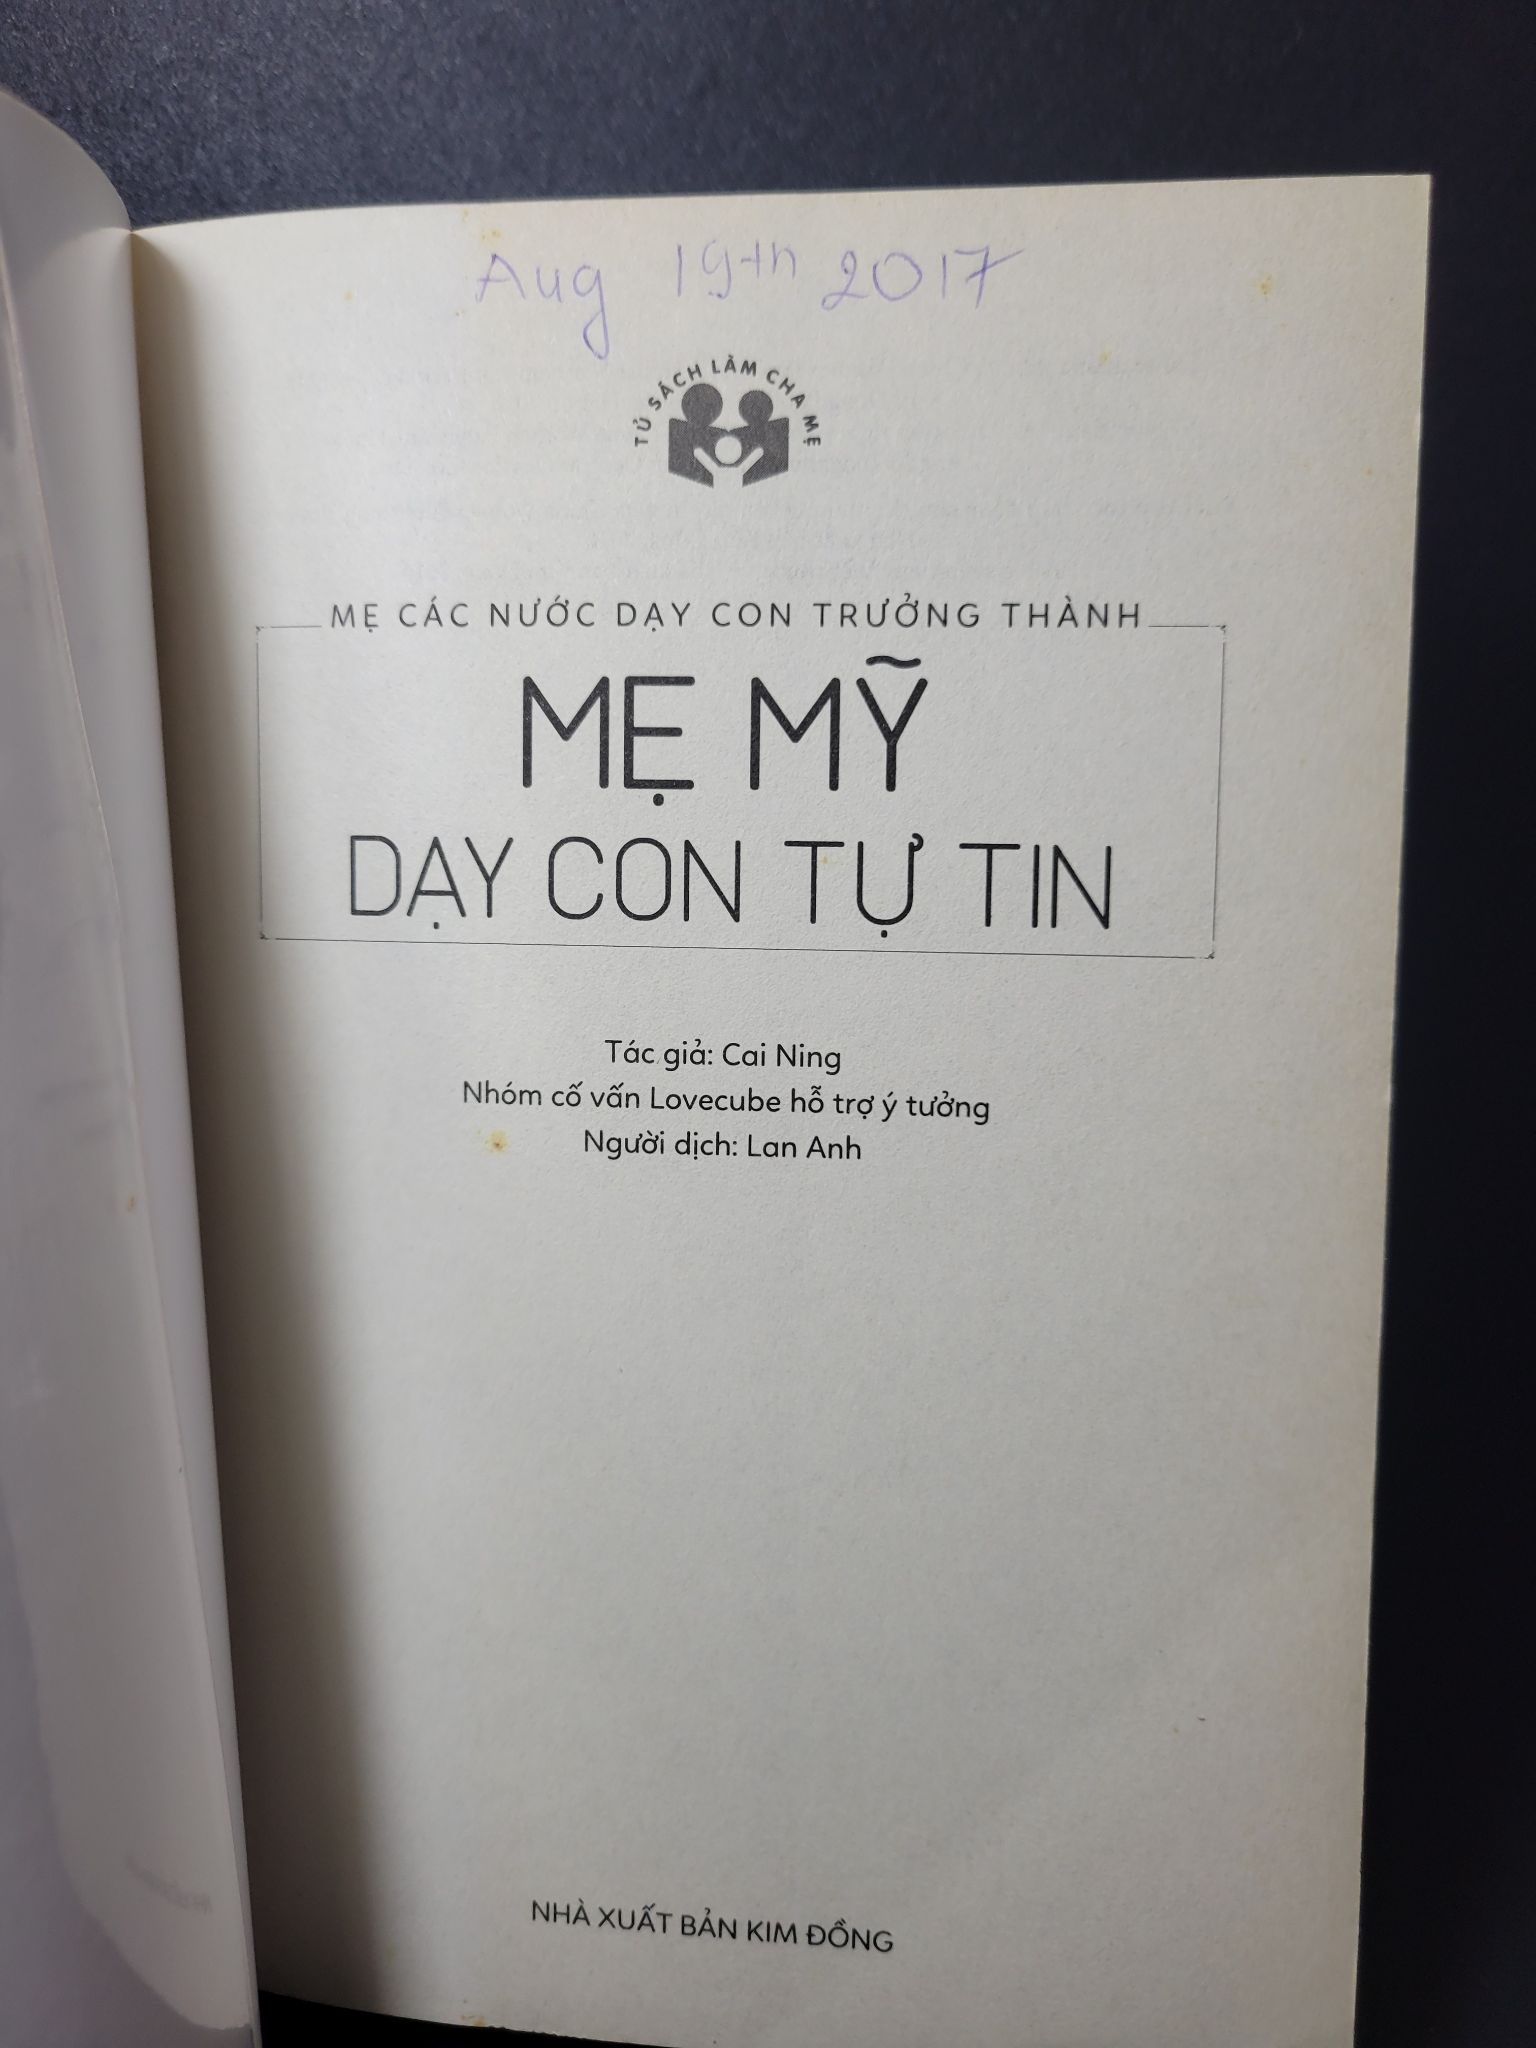 Aug 19th 2017
TỦ SÁCH LÀM CHA MẸ
MẸ CÁC NƯỚC DẠY CON TRƯỞNG THÀNH
MẸ MỸ
DẠY CON TỰ TIN
Tác giả: Cai Ning
Nhóm cố vấn Lovecube hỗ trợ ý tưởng
Người dịch: Lan Anh
NHÀ XUẤT BẢN KIM ĐỒNG